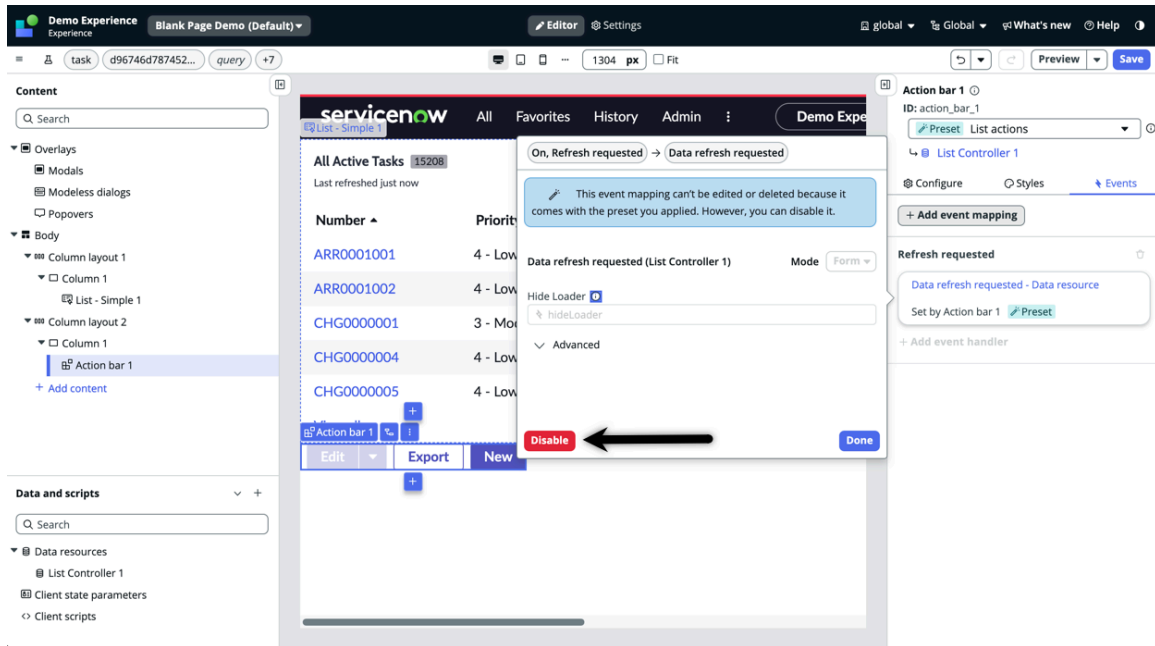 Demo Experience
Experience
Blank Page Demo (Default)
Editor
Settings
global
Global
What's new
Help
task
d96746d787452...
query
+7
1304 px
Fit
Preview
Save
Content
Search
Overlays
Modals
Modeless dialogs
Popovers
Body
Column layout 1
Column 1
List - Simple 1
Column layout 2
Column 1
Action bar 1
+ Add content
Data and scripts
Search
Data resources
List Controller 1
Client state parameters
Client scripts
servicenow
All
Favorites
History
Admin
Demo Expe
List - Simple 1
All Active Tasks 15208
Last refreshed just now
Number
Priorit
ARR0001001
4 - Low
ARR0001002
4 - Low
CHG0000001
3 - Mo
CHG0000004
4 - Low
CHG0000005
4 - Low
Action bar 1
Edit
Export
New
On, Refresh requested → Data refresh requested
This event mapping can't be edited or deleted because it
comes with the preset you applied. However, you can disable it.
Data refresh requested (List Controller 1)
Mode
Form
Hide Loader
hideLoader
Advanced
Disable
Done
Action bar 1
ID: action_bar_1
Preset List actions
List Controller 1
Configure
Styles
Events
+ Add event mapping
Refresh requested
Data refresh requested - Data resource
Set by Action bar 1 Preset
+ Add event handler